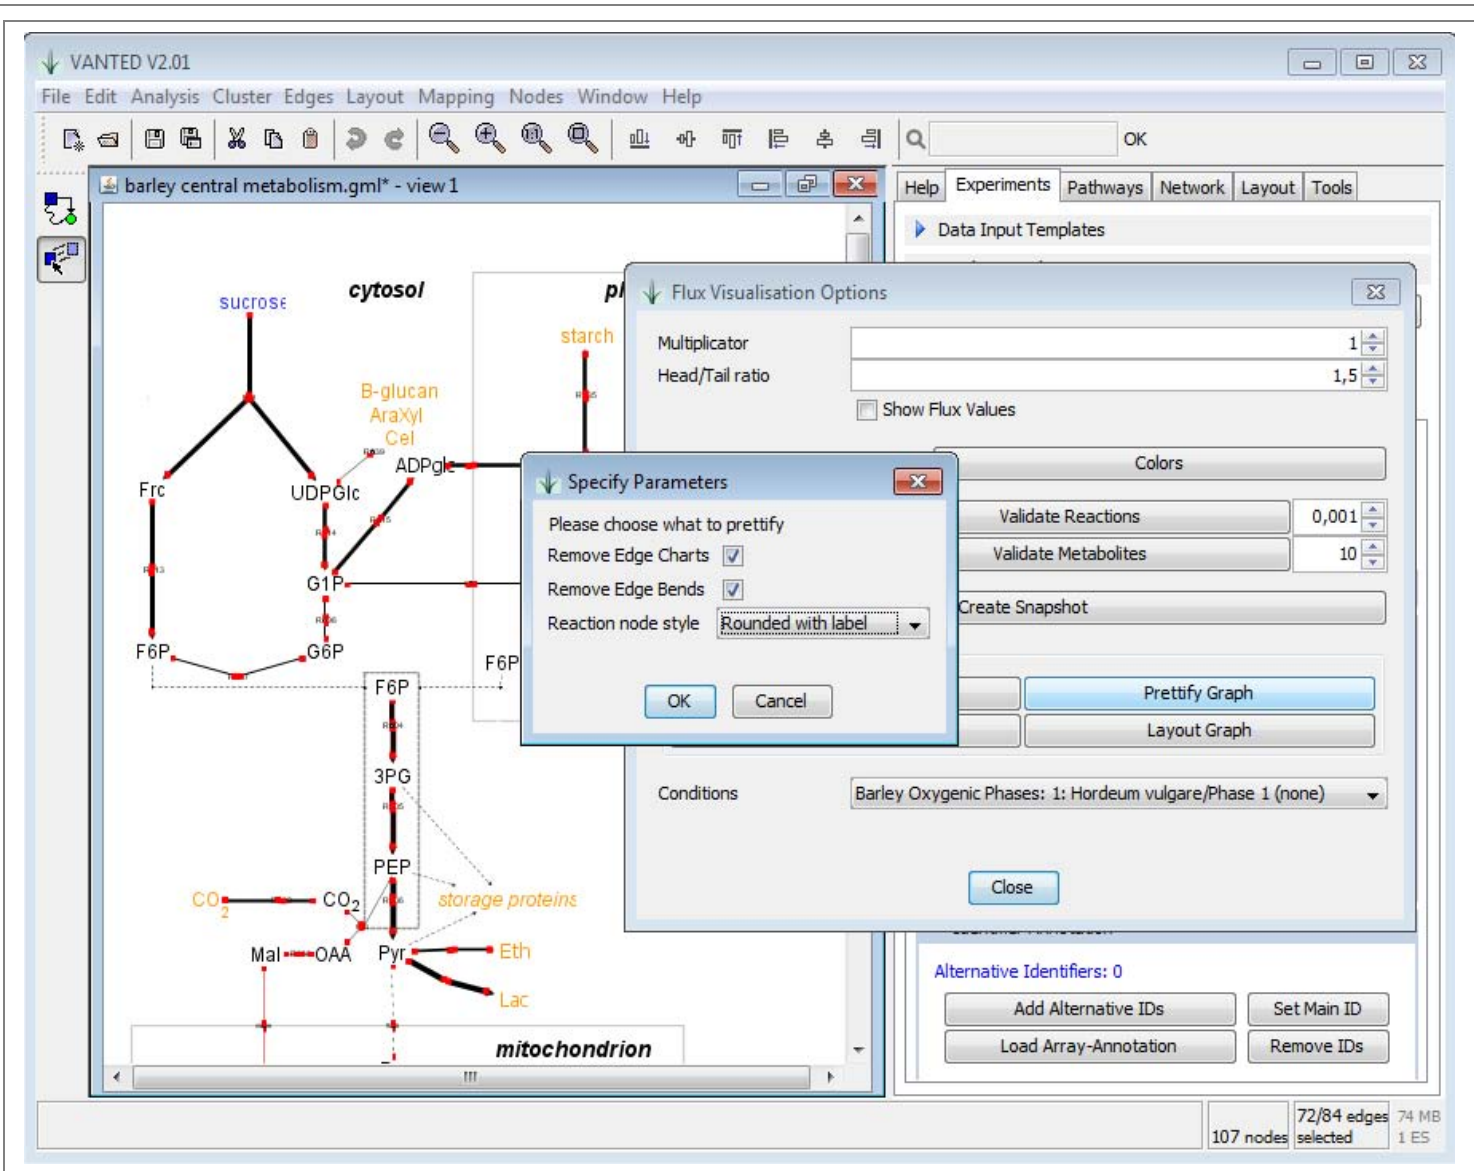 VANTED V2.01
File Edit Analysis Cluster Edges Layout Mapping Nodes Window Help
OK
barley central metabolism.gml* - view 1
Help Experiments Pathways Network Layout Tools
Data Input Templates
cytosol
sucrose
starch
B-glucan
AraXyl
Cel
ADPglc
Frc
UDPGlc
G1P
F6P
G6P
F6P
F6P
3PG
PEP
CO2
CO2
storage proteins
Mal
OAA
Pyr
Eth
Lac
mitochondrion
Flux Visualisation Options
Multiplicator 1
Head/Tail ratio 1,5
Show Flux Values
Colors
Validate Reactions 0,001
Validate Metabolites 10
Create Snapshot
Prettify Graph
Layout Graph
Conditions Barley Oxygenic Phases: 1: Hordeum vulgare/Phase 1 (none)
Close
Specify Parameters
Please choose what to prettify
Remove Edge Charts
Remove Edge Bends
Reaction node style Rounded with label
OK Cancel
Alternative Identifiers: 0
Add Alternative IDs Set Main ID
Load Array-Annotation Remove IDs
107 nodes
72/84 edges
selected
74 MB
1 ES